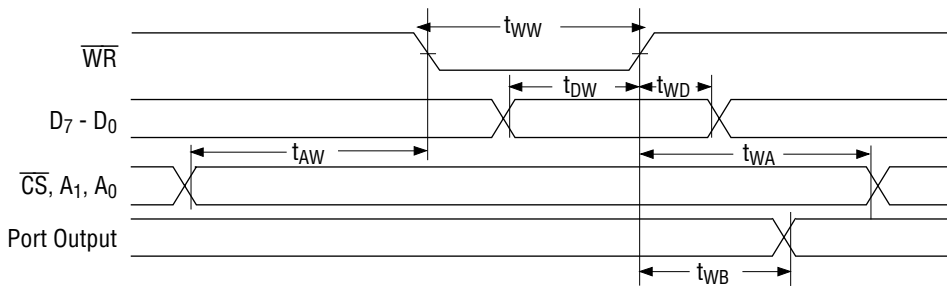 tWW
WR
tDW
tWD
D7 - D0
tAW
tWA
CS, A1, A0
Port Output
tWB